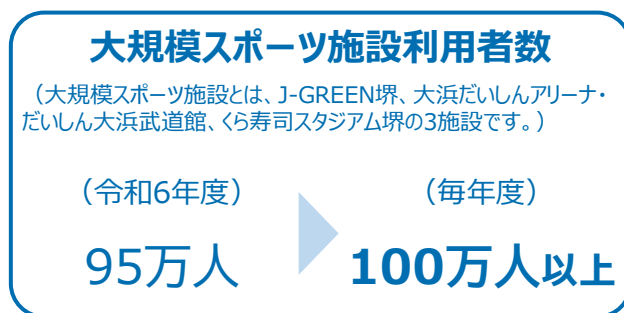 大規模スポーツ施設利用者数
（大規模スポーツ施設とは、J-GREEN堺、大浜だいしんアリーナ・
だいしん大浜武道館、くら寿司スタジアム堺の3施設です。）
（令和6年度）
（毎年度）
95万人
100万人以上